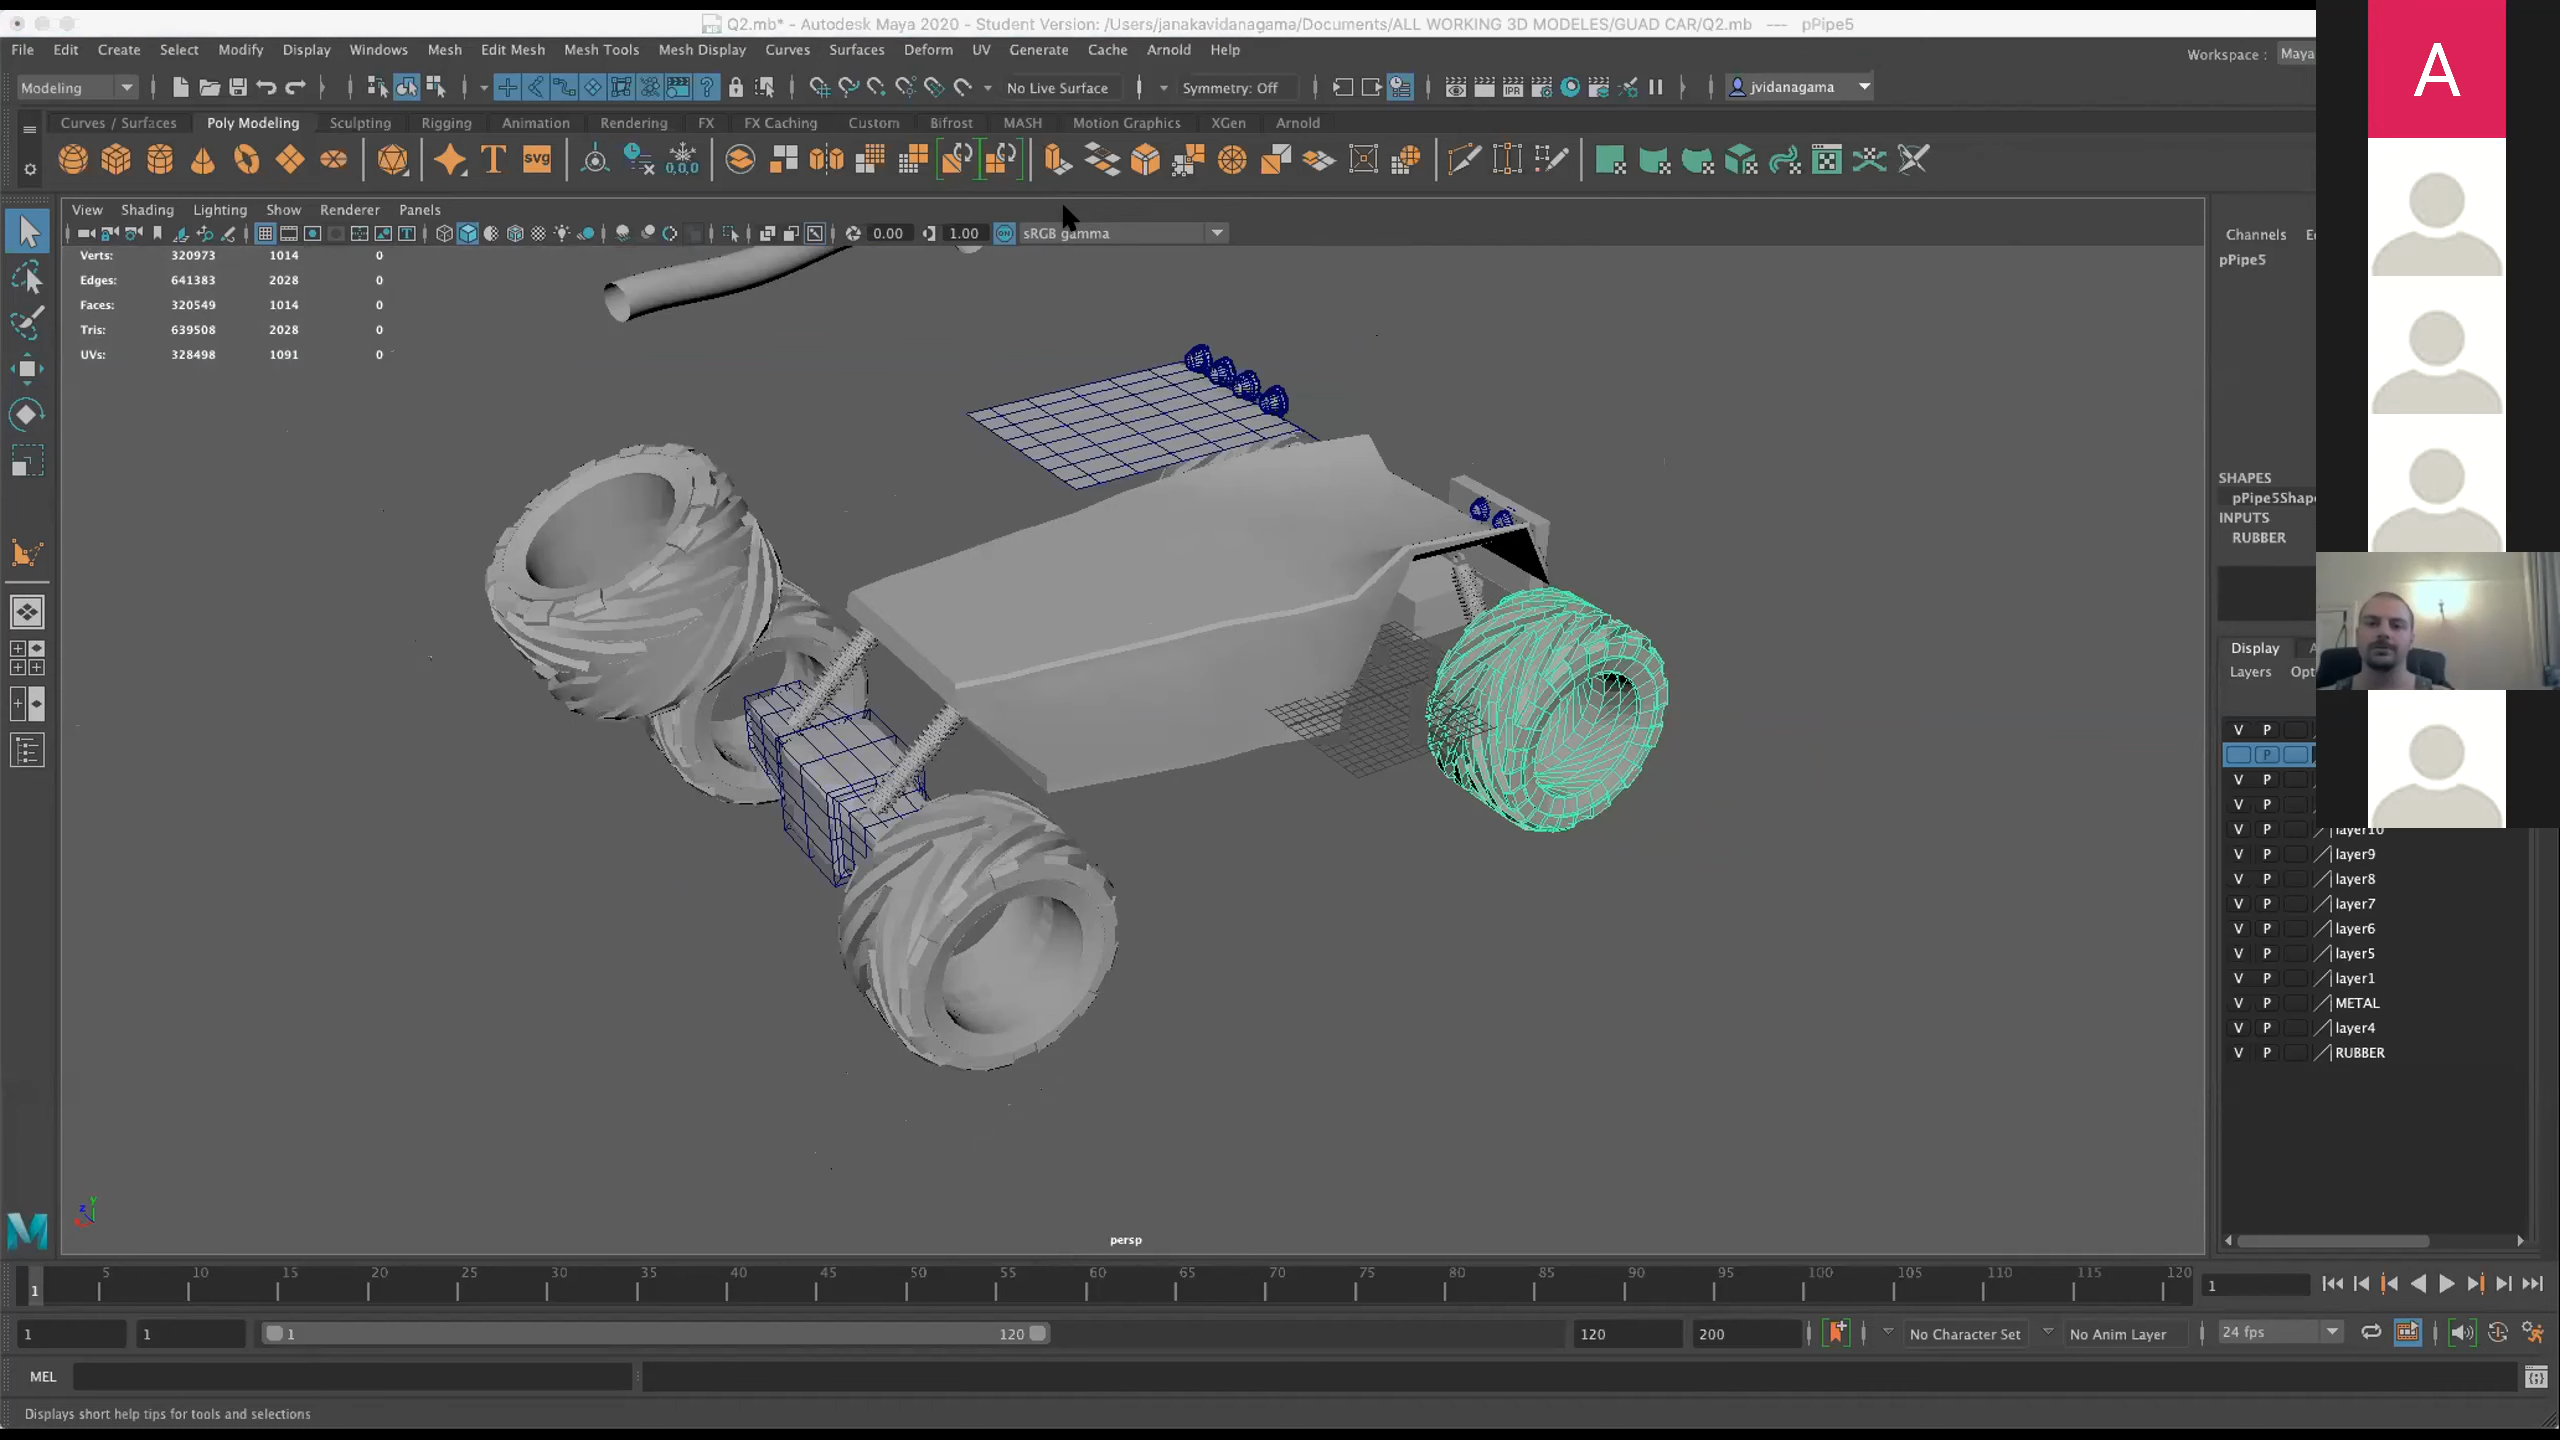 Q2.mb* - Autodesk Maya 2020 - Student Version: /Users/janakavidanagama/Documents/ALL WORKING 3D MODELES/GUAD CAR/Q2.mb --- pPipe5
File Edit Create Select Modify Display Windows Mesh Edit Mesh Mesh Tools Mesh Display Curves Surfaces Deform UV Generate Cache Arnold Help
Workspace : Maya
Modeling No Live Surface Symmetry: Off jvidanagama
Curves / Surfaces Poly Modeling Sculpting Rigging Animation Rendering FX FX Caching Custom Bifrost MASH Motion Graphics XGen Arnold
T svg 0,0,0
View Shading Lighting Show Renderer Panels
0.00 1.00 sRGB gamma
Verts: 320973 1014 0
Edges: 641383 2028 0
Faces: 320549 1014 0
Tris: 639508 2028 0
UVs: 328498 1091 0
persp
A
Channels
pPipe5
SHAPES
pPipe5Shape
INPUTS
RUBBER
Display
Layers
V P
P
V P
V P
V P layer10
V P layer9
V P layer8
V P layer7
V P layer6
V P layer5
V P layer1
V P METAL
V P layer4
V P RUBBER
1 5 10 15 20 25 30 35 40 45 50 55 60 65 70 75 80 85 90 95 100 105 110 115 120 1
1 1 1 120 120 200 No Character Set No Anim Layer 24 fps
MEL
Displays short help tips for tools and selections